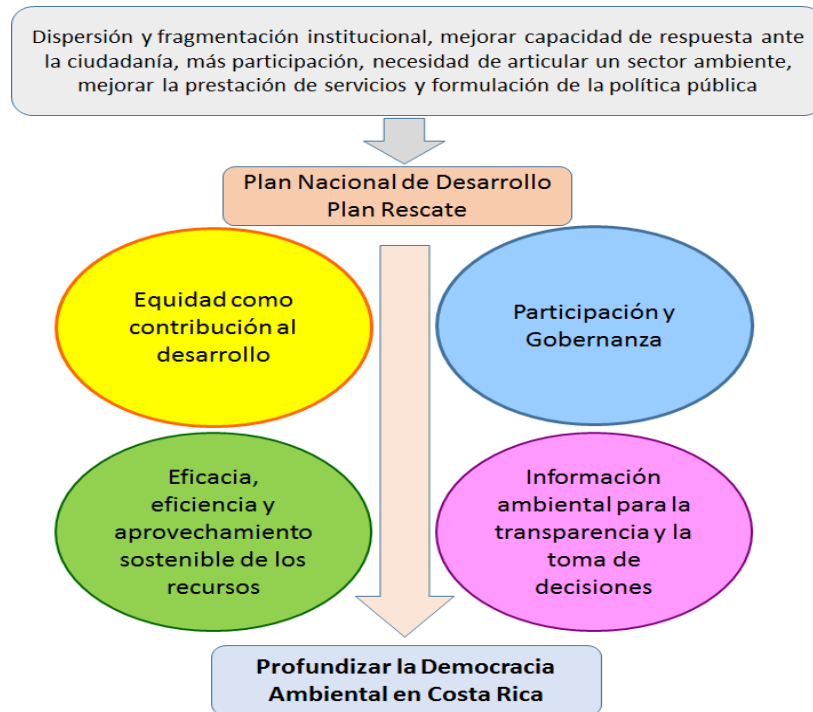 Dispersión y fragmentación institucional, mejorar capacidad de respuesta ante
la ciudadanía, más participación, necesidad de articular un sector ambiente,
mejorar la prestación de servicios y formulación de la política pública
Plan Nacional de Desarrollo
Plan Rescate
Equidad como
contribución al
desarrollo
Participación y
Gobernanza
Eficacia,
eficiencia y
aprovechamiento
sostenible de los
recursos
Información
ambiental para la
transparencia y la
toma de
decisiones
Profundizar la Democracia
Ambiental en Costa Rica